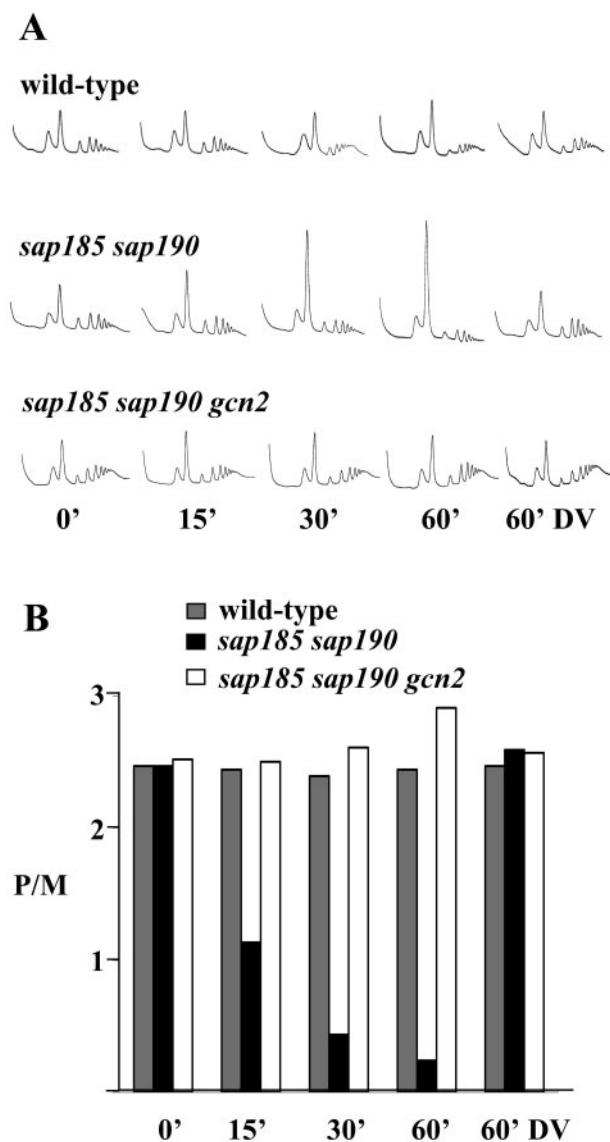 A
wild-type
sap185 sap190
sap185 sap190 gcn2
0’ 15’ 30’ 60’ 60’ DV
B
wild-type
sap185 sap190
sap185 sap190 gcn2
3
2
P/M
1
0’ 15’ 30’ 60’ 60’ DV